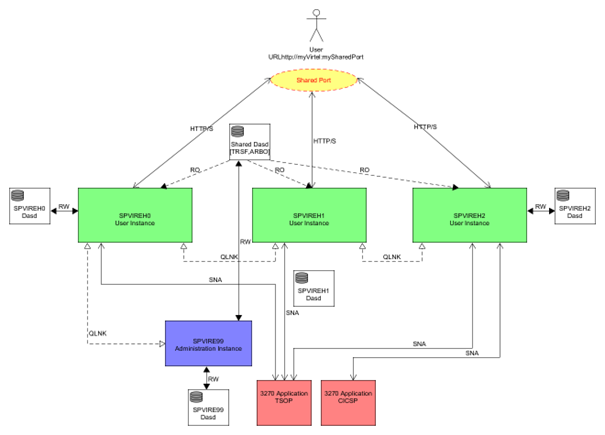 User
URLhttp://myVirtel:mySharedPort
Shared Port
HTTP/S
HTTP/S
HTTP/S
Shared Dasd
[TRSF,ARBO]
RO
RO
RO
SPVIREH0
Dasd
RW
SPVIREH0
User Instance
SPVIREH1
User Instance
SPVIREH2
User Instance
RW
SPVIREH2
Dasd
RW
QLNK
QLNK
SNA
SPVIREH1
Dasd
SNA
QLNK
SPVIRE99
Administration Instance
SNA
SNA
RW
SPVIRE99
Dasd
3270 Application
TSOP
3270 Application
CICSP